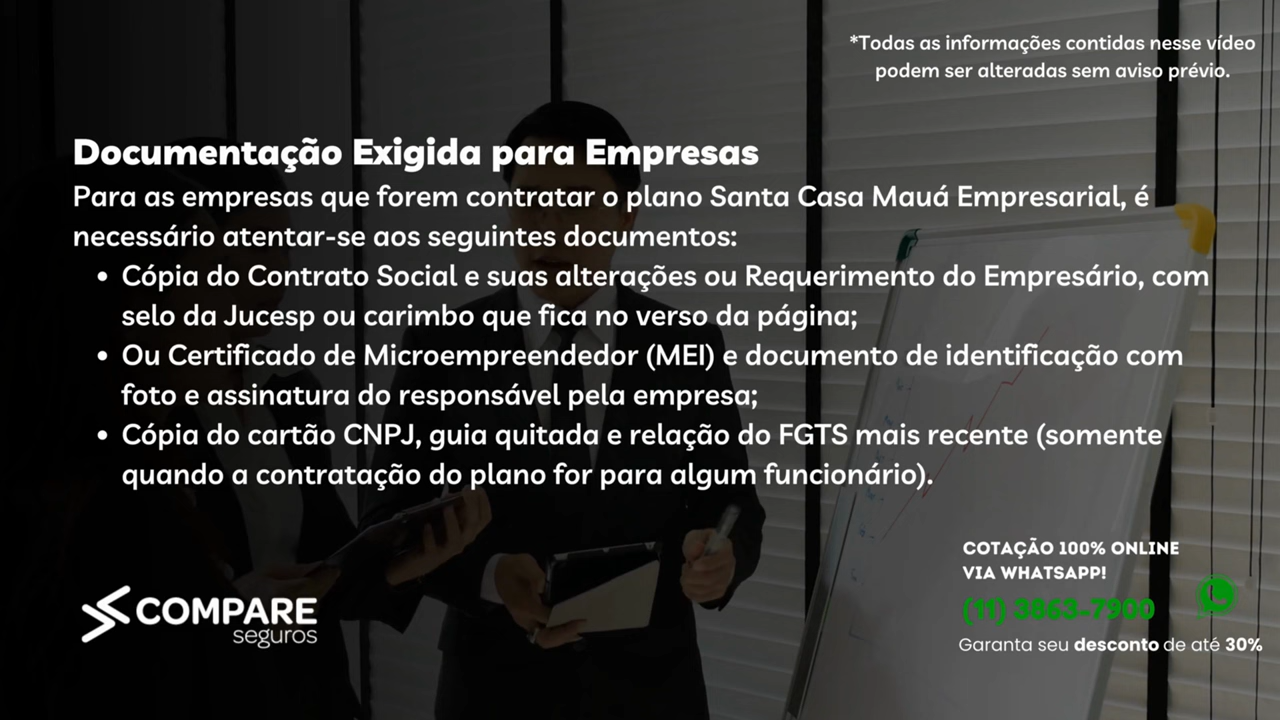 *Todas as informações contidas nesse vídeo
podem ser alteradas sem aviso prévio.
Documentação Exigida para Empresas
Para as empresas que forem contratar o plano Santa Casa Mauá Empresarial, é
necessário atentar-se aos seguintes documentos:
• Cópia do Contrato Social e suas alterações ou Requerimento do Empresário, com
selo da Jucesp ou carimbo que fica no verso da página;
• Ou Certificado de Microempreendedor (MEI) e documento de identificação com
foto e assinatura do responsável pela empresa;
• Cópia do cartão CNPJ, guia quitada e relação do FGTS mais recente (somente
quando a contratação do plano for para algum funcionário).
COTAÇÃO 100% ONLINE
VIA WHATSAPP!
(11) 3863-7900
Garanta seu desconto de até 30%
COMPARE
seguros